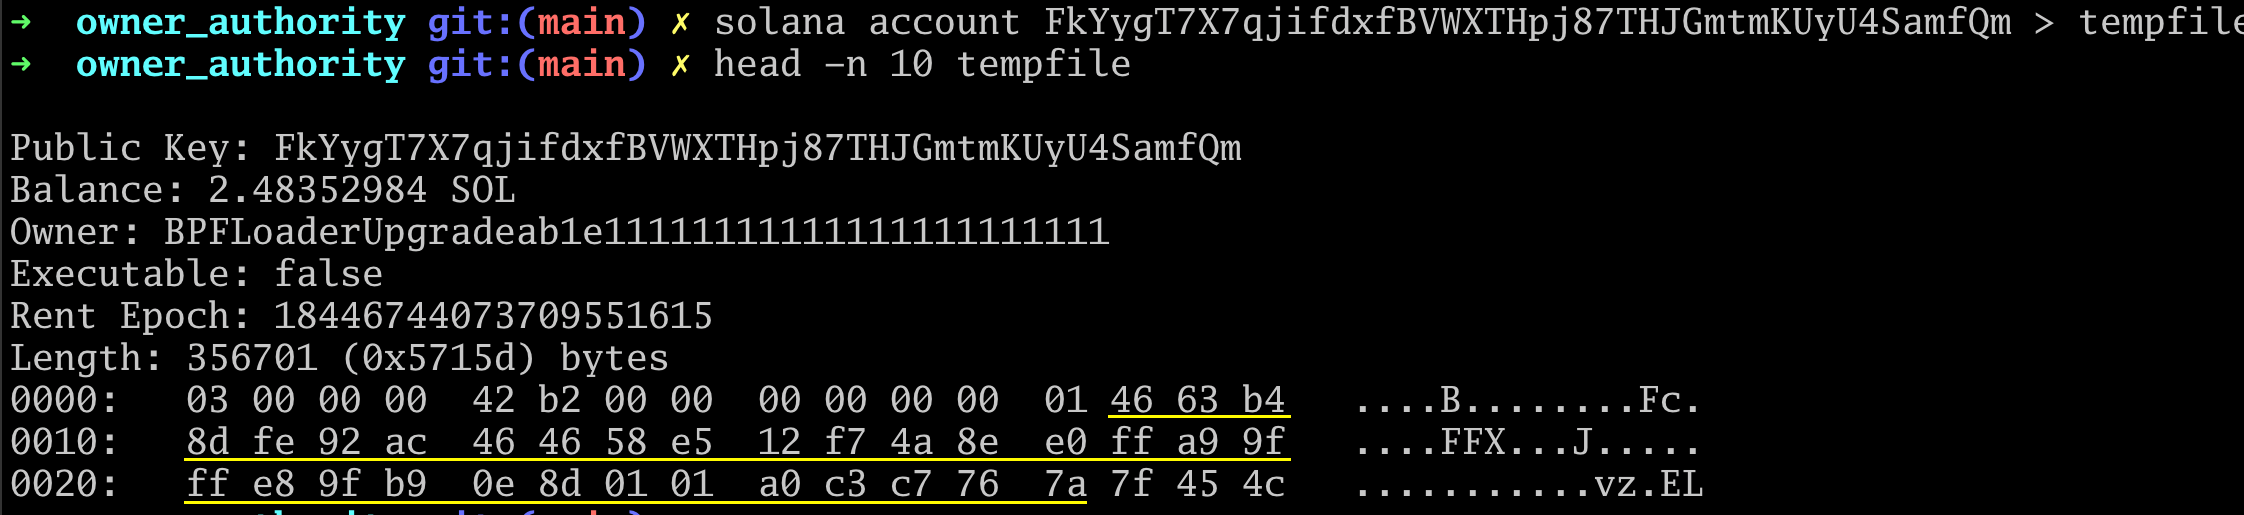 ➜  owner_authority git:(main) ✗ solana account FkYygT7X7qjifdxfBVWXTHpj87THJGmtmKUyU4SamfQm > tempfile
➜  owner_authority git:(main) ✗ head -n 10 tempfile
Public Key: FkYygT7X7qjifdxfBVWXTHpj87THJGmtmKUyU4SamfQm
Balance: 2.48352984 SOL
Owner: BPFLoaderUpgradeab1e11111111111111111111111
Executable: false
Rent Epoch: 18446744073709551615
Length: 356701 (0x5715d) bytes
0000:   03 00 00 00  42 b2 00 00  00 00 00 00  01 46 63 b4   ....B........Fc.
0010:   8d fe 92 ac  46 46 58 e5  12 f7 4a 8e  e0 ff a9 9f   ....FFX...J.....
0020:   ff e8 9f b9  0e 8d 01 01  a0 c3 c7 76  7a 7f 45 4c   ...........vz.EL